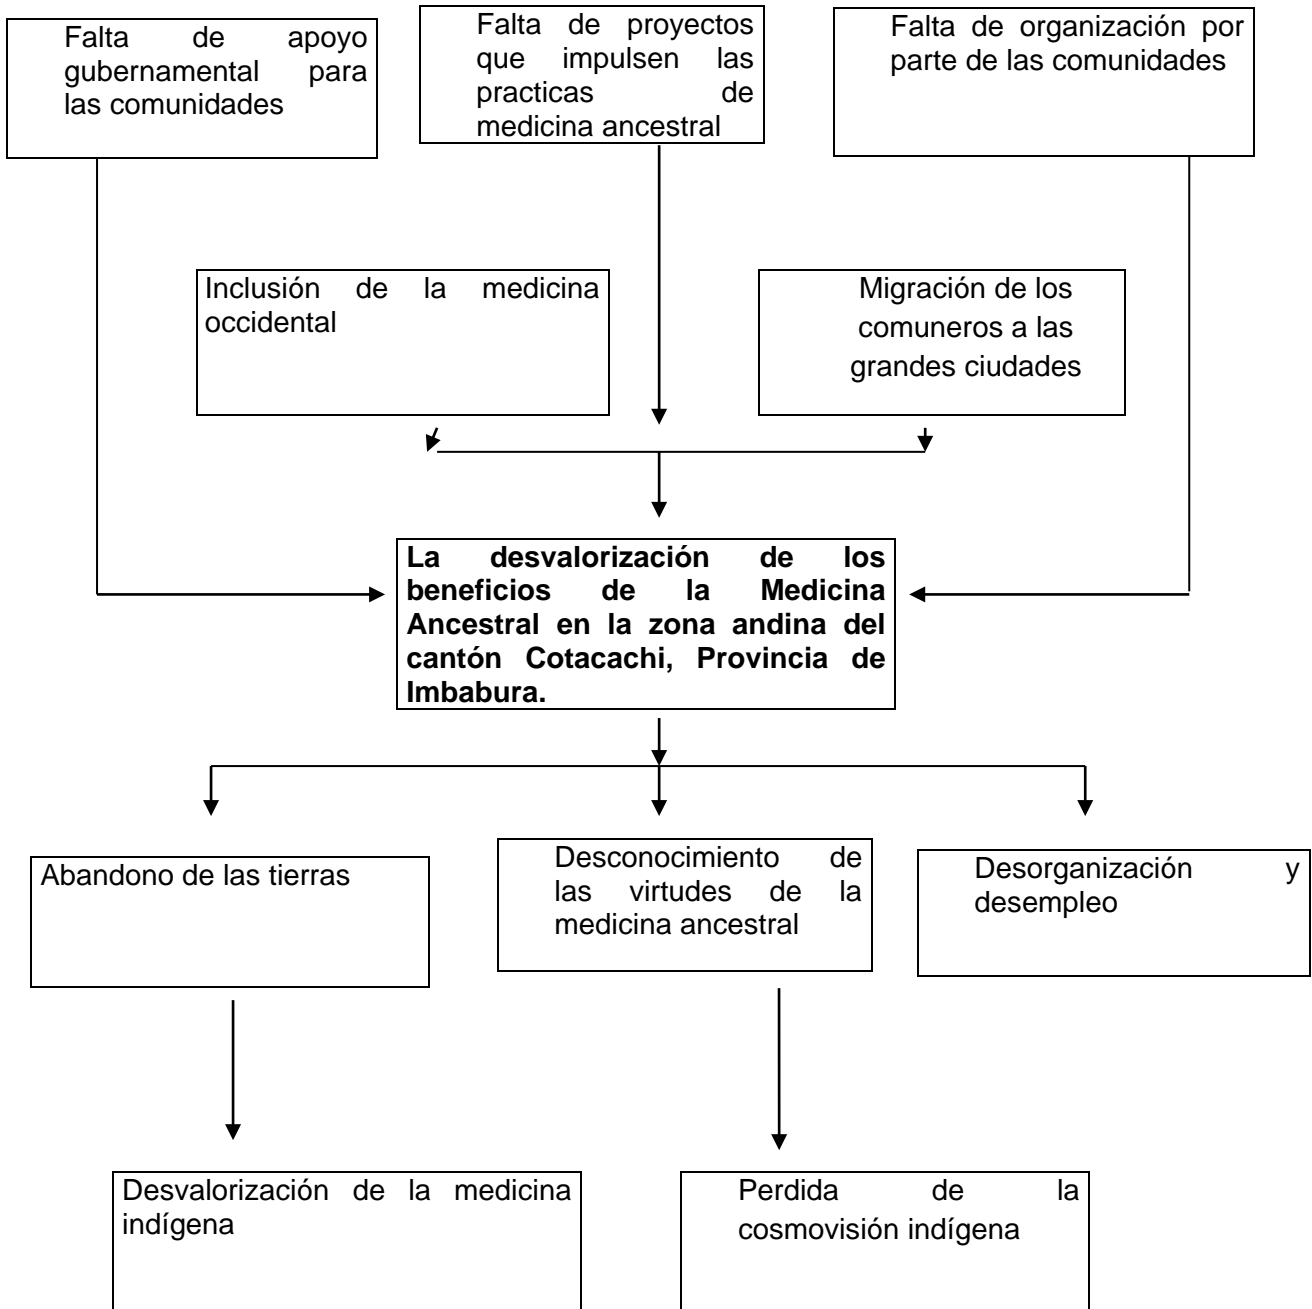 Falta de apoyo
gubernamental para
las comunidades
Falta de proyectos
que impulsen las
practicas de
medicina ancestral
Falta de organización por
parte de las comunidades
Inclusión de la medicina
occidental
Migración de los
comuneros a las
grandes ciudades
La desvalorización de los
beneficios de la Medicina
Ancestral en la zona andina del
cantón Cotacachi, Provincia de
Imbabura.
Abandono de las tierras
Desconocimiento de
las virtudes de la
medicina ancestral
Desorganización y
desempleo
Desvalorización de la medicina
indígena
Perdida de la
cosmovisión indígena